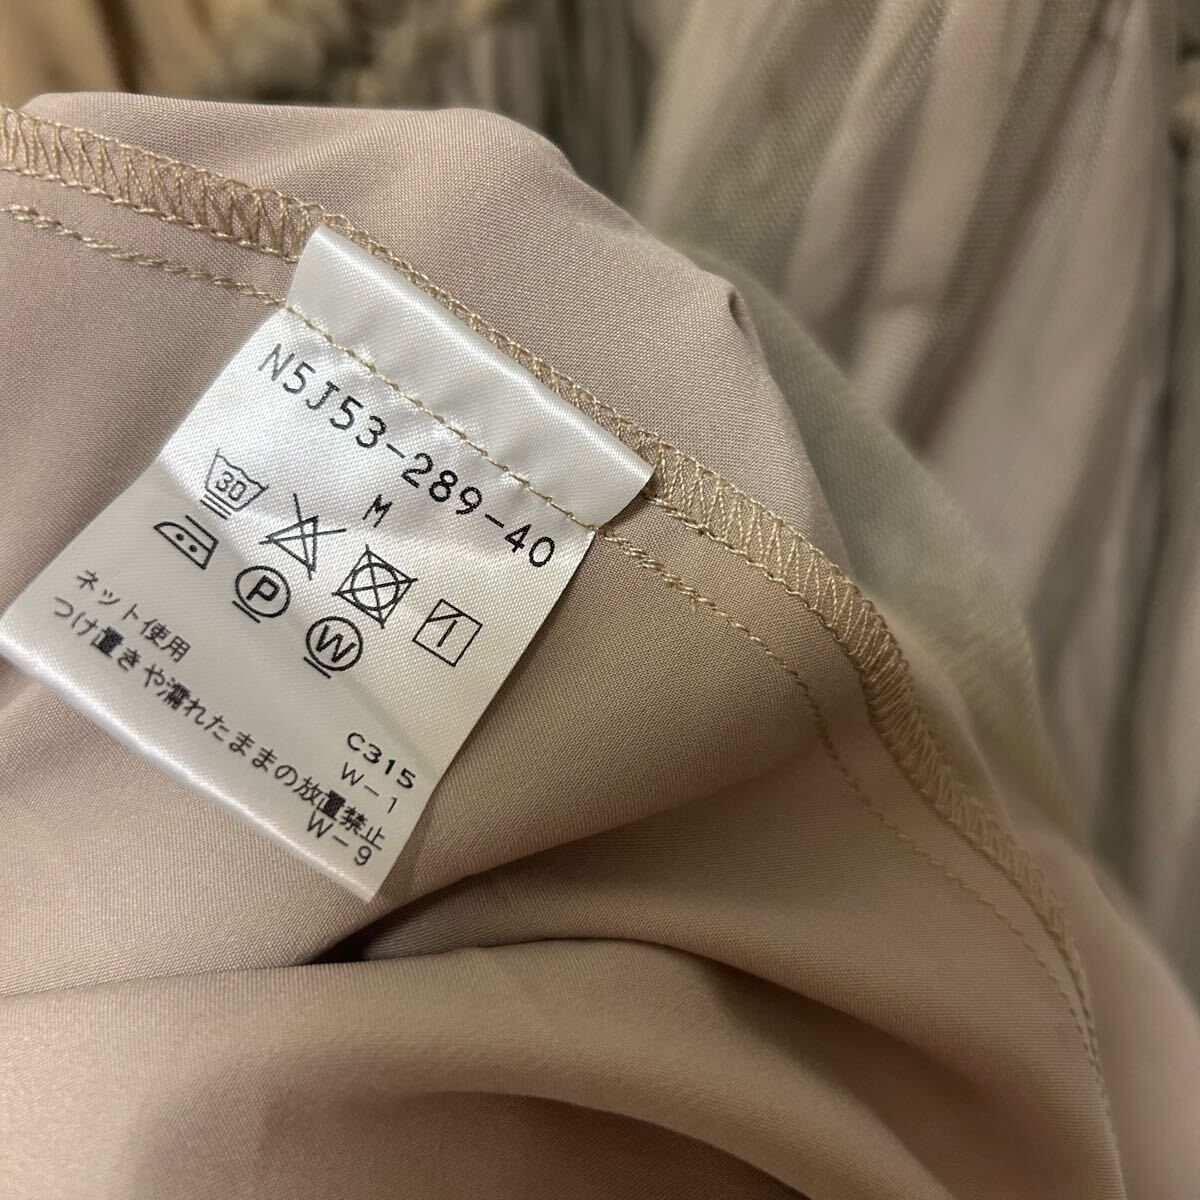 N5J53-289-40
M
30
P
W
ネット使用
つけ置きや濡れたままの放置禁止
C315
W-1
W-9